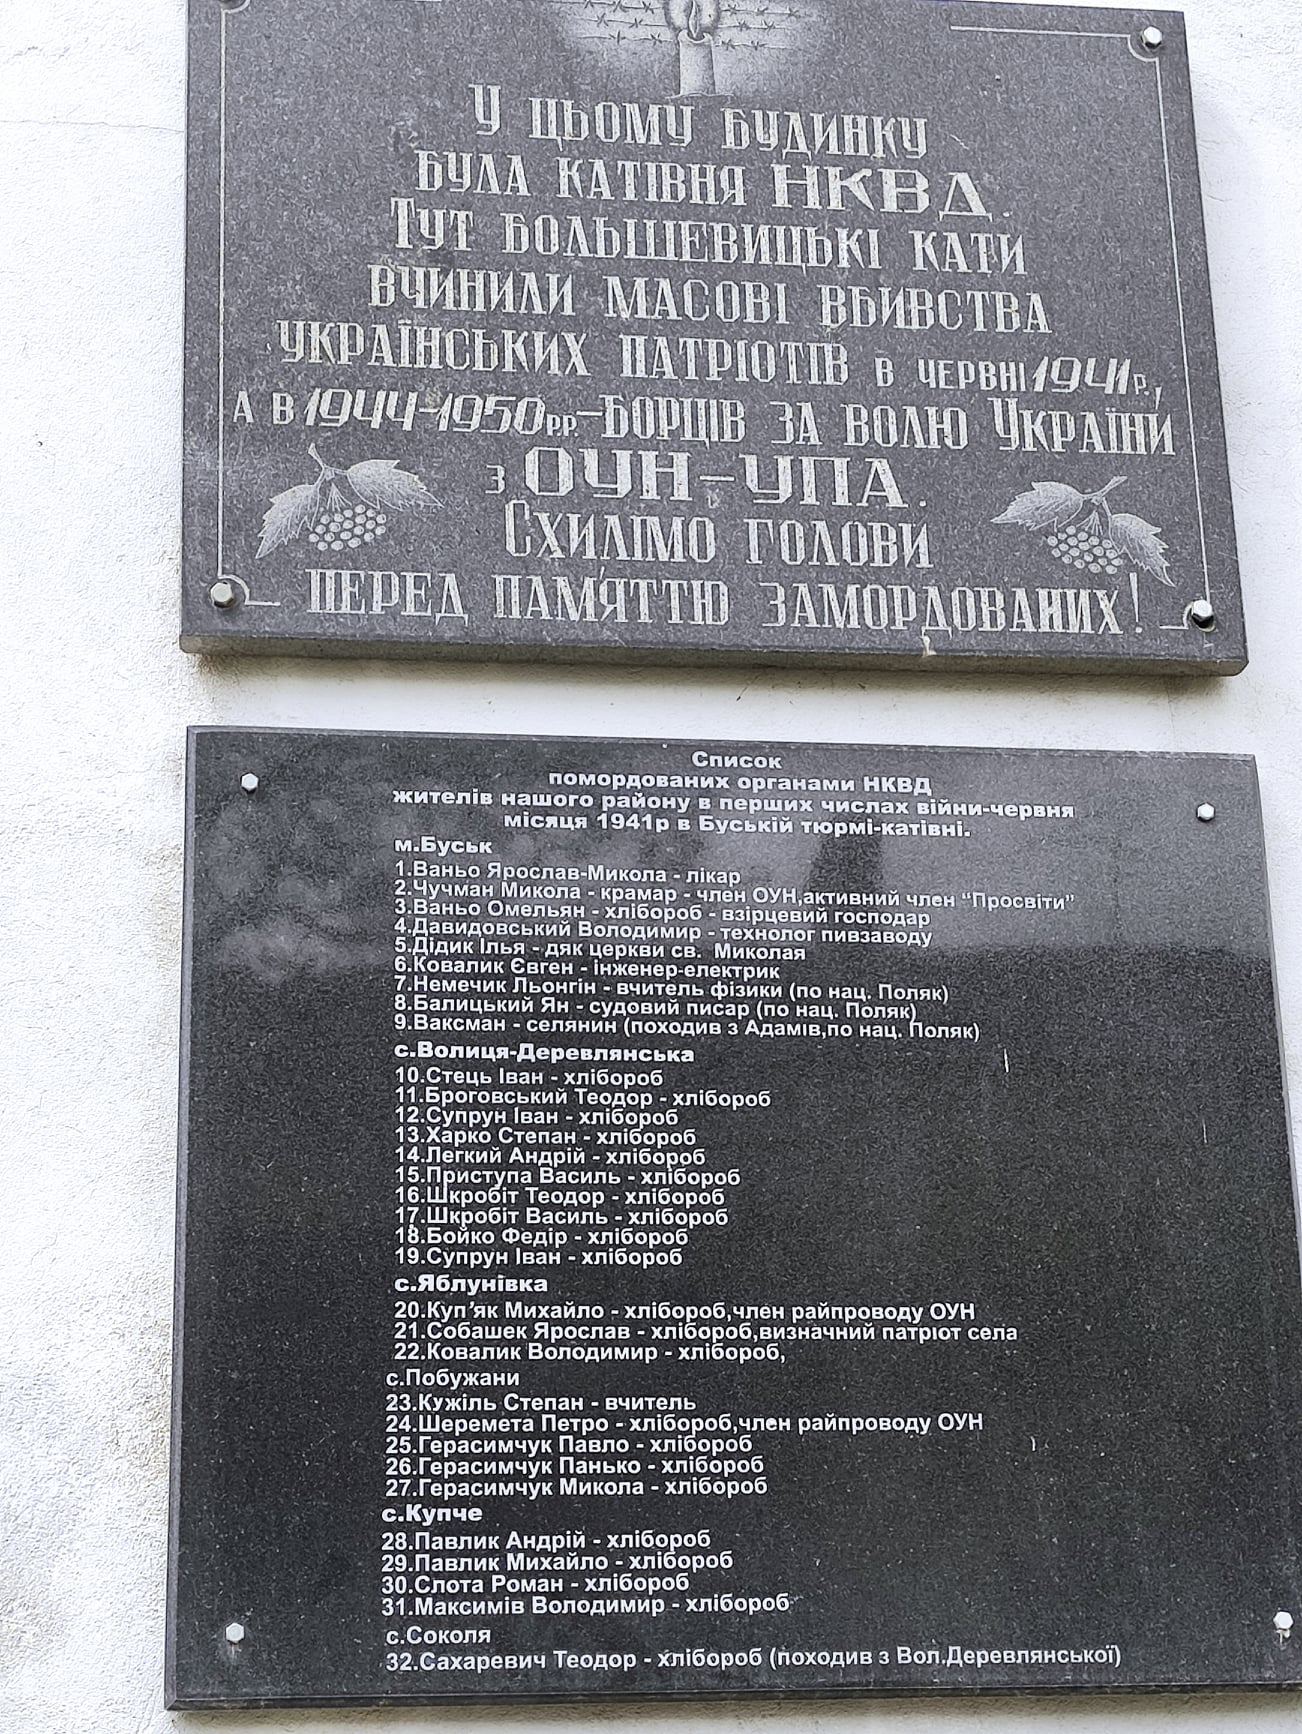 У ЦЬОМУ БУДИНКУ
БУЛА КАТІВНЯ НКВД.
ТУТ БОЛЬШЕВИЦЬКІ КАТИ
ВЧИНИЛИ МАСОВІ ВБИВСТВА
УКРАЇНСЬКИХ ПАТРІОТІВ В ЧЕРВНІ 1941 Р.,
А В 1944-1950 Р.Р.-БОРЦІВ ЗА ВОЛЮ УКРАЇНИ
З ОУН-УПА.
СХИЛІМО ГОЛОВИ
ПЕРЕД ПАМ'ЯТТЮ ЗАМОРДОВАНИХ!
Список
помордованих органами НКВД
жителів нашого району в перших числах війни-червня
місяця 1941р в Буській тюрмі-катівні.
м.Буськ
1.Ваньо Ярослав-Микола - лікар
2.Чучман Микола - крамар - член ОУН,активний член “Просвіти”
3.Ваньо Омельян - хлібороб - взірцевий господар
4.Давидовський Володимир - технолог пивзаводу
5.Дідик Ілья - дяк церкви св. Миколая
6.Ковалик Євген - інженер-електрик
7.Немечик Льонгін - вчитель фізики (по нац. Поляк)
8.Балицький Ян - судовий писар (по нац. Поляк)
9.Ваксман - селянин (походив з Адамів,по нац. Поляк)
с.Волиця-Деревлянська
10.Стець Іван - хлібороб
11.Броговський Теодор - хлібороб
12.Супрун Іван - хлібороб
13.Харко Степан - хлібороб
14.Легкий Андрій - хлібороб
15.Приступа Василь - хлібороб
16.Шкробіт Теодор - хлібороб
17.Шкробіт Василь - хлібороб
18.Бойко Федір - хлібороб
19.Супрун Іван - хлібороб
с.Яблунівка
20.Куп'як Михайло - хлібороб,член райпроводу ОУН
21.Собашек Ярослав - хлібороб,визначний патріот села
22.Ковалик Володимир - хлібороб,
с.Побужани
23.Кужіль Степан - вчитель
24.Шеремета Петро - хлібороб,член райпроводу ОУН
25.Герасимчук Павло - хлібороб
26.Герасимчук Панько - хлібороб
27.Герасимчук Микола - хлібороб
с.Купче
28.Павлик Андрій - хлібороб
29.Павлик Михайло - хлібороб
30.Слота Роман - хлібороб
31.Максимів Володимир - хлібороб
с.Соколя
32.Сахаревич Теодор - хлібороб (походив з Вол.Деревлянської)